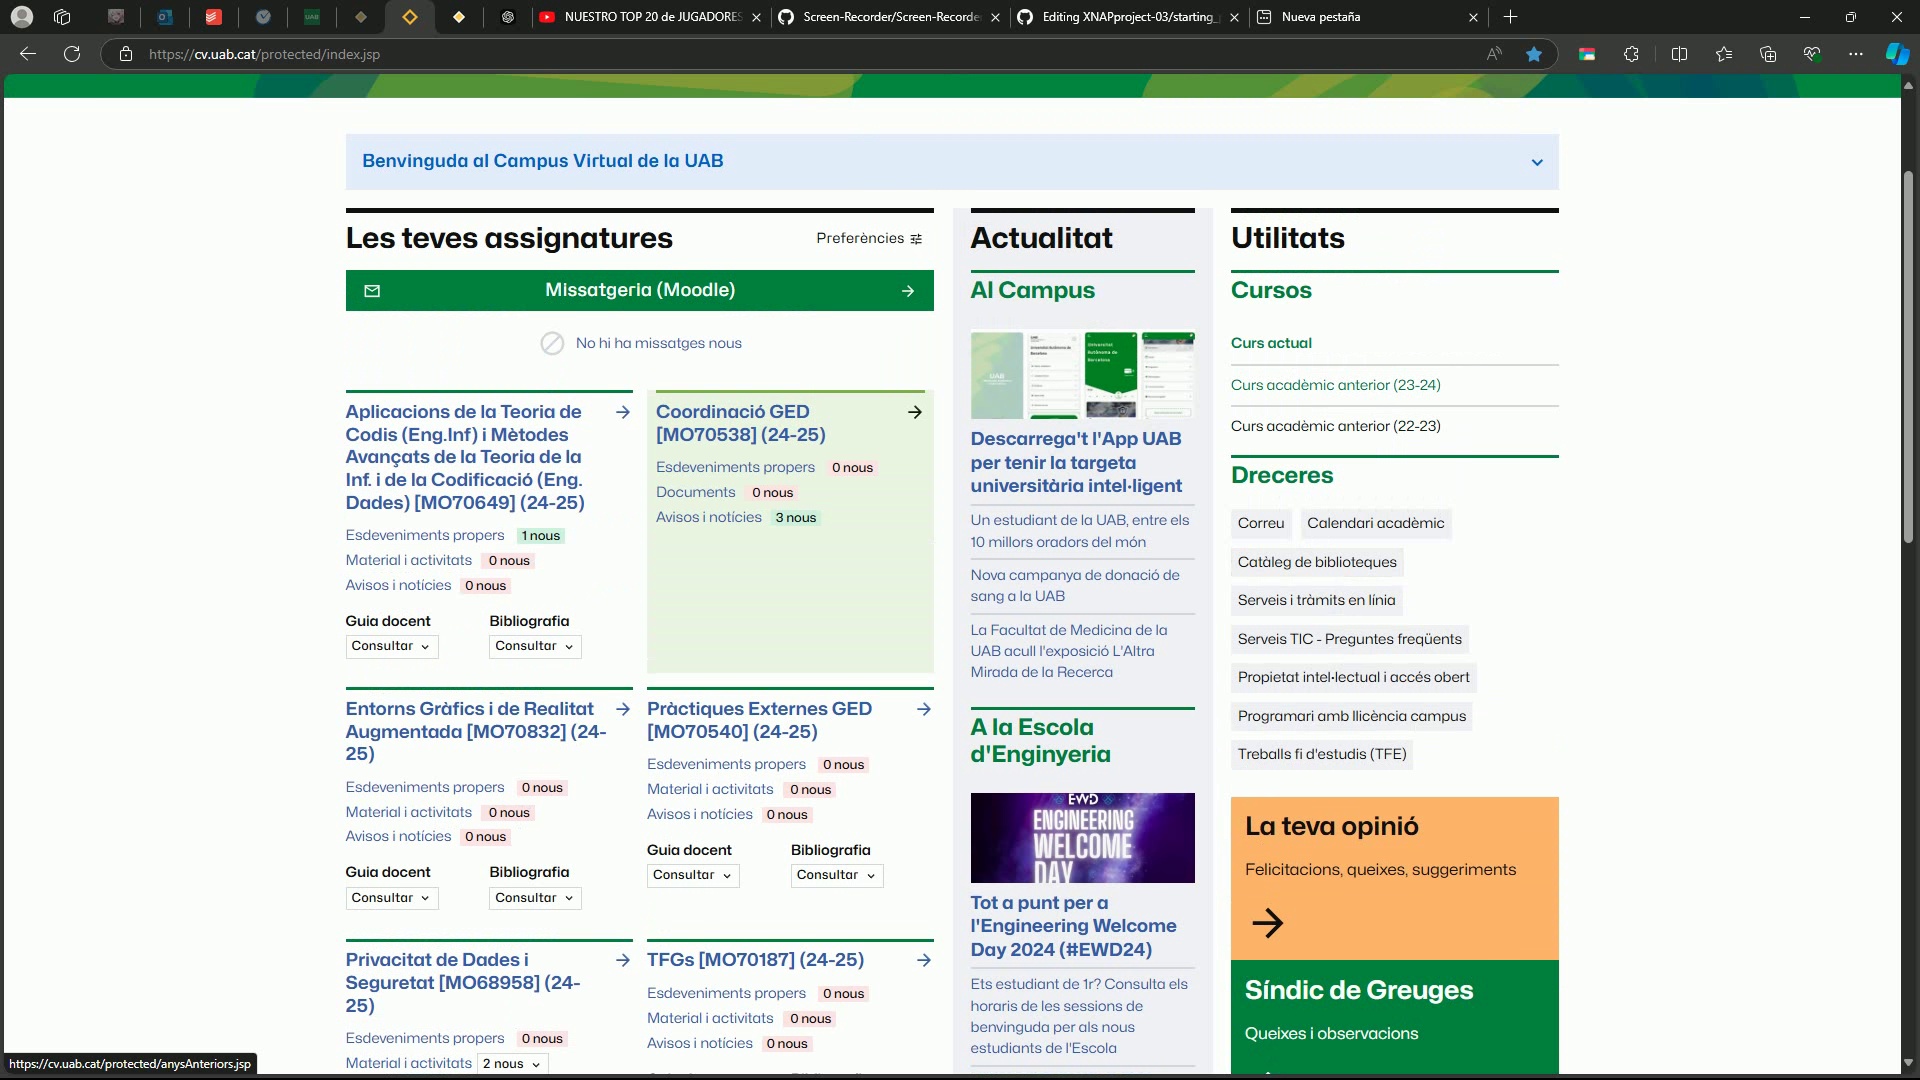 NUESTRO TOP 20 de JUGADORES
Screen-Recorder/Screen-Recorder
Editing XNAPproject-03/starting_
Nueva pestaña
https://cv.uab.cat/protected/index.jsp
Benvinguda al Campus Virtual de la UAB
Les teves assignatures
Preferències
Missatgeria (Moodle)
No hi ha missatges nous
Aplicacions de la Teoria de
Codis (Eng.Inf) i Mètodes
Avançats de la Teoria de la
Inf. i de la Codificació (Eng.
Dades) [MO70649] (24-25)
Esdeveniments propers 1 nous
Material i activitats 0 nous
Avisos i notícies 0 nous
Guia docent Bibliografia
Consultar Consultar
Coordinació GED
[MO70538] (24-25)
Esdeveniments propers 0 nous
Documents 0 nous
Avisos i notícies 3 nous
Entorns Gràfics i de Realitat
Augmentada [MO70832] (24-
25)
Esdeveniments propers 0 nous
Material i activitats 0 nous
Avisos i notícies 0 nous
Guia docent Bibliografia
Consultar Consultar
Pràctiques Externes GED
[MO70540] (24-25)
Esdeveniments propers 0 nous
Material i activitats 0 nous
Avisos i notícies 0 nous
Guia docent Bibliografia
Consultar Consultar
Privacitat de Dades i
Seguretat [MO68958] (24-
25)
Esdeveniments propers 0 nous
Material i activitats 2 nous
TFGs [MO70187] (24-25)
Esdeveniments propers 0 nous
Material i activitats 0 nous
Avisos i notícies 0 nous
Actualitat
Al Campus
Descarrega't l'App UAB
per tenir la targeta
universitària intel·ligent
Un estudiant de la UAB, entre els
10 millors oradors del món
Nova campanya de donació de
sang a la UAB
La Facultat de Medicina de la
UAB acull l'exposició L'Altra
Mirada de la Recerca
A la Escola
d'Enginyeria
EWD
ENGINEERING
WELCOME
DAY
Tot a punt per a
l'Engineering Welcome
Day 2024 (#EWD24)
Ets estudiant de 1r? Consulta els
horaris de les sessions de
benvinguda per als nous
estudiants de l'Escola
Utilitats
Cursos
Curs actual
Curs acadèmic anterior (23-24)
Curs acadèmic anterior (22-23)
Dreceres
Correu Calendari acadèmic
Catàleg de biblioteques
Serveis i tràmits en línia
Serveis TIC - Preguntes freqüents
Propietat intel·lectual i accés obert
Programari amb llicència campus
Treballs fi d'estudis (TFE)
La teva opinió
Felicitacions, queixes, suggeriments
Síndic de Greuges
Queixes i observacions
https://cv.uab.cat/protected/anysAnteriors.jsp